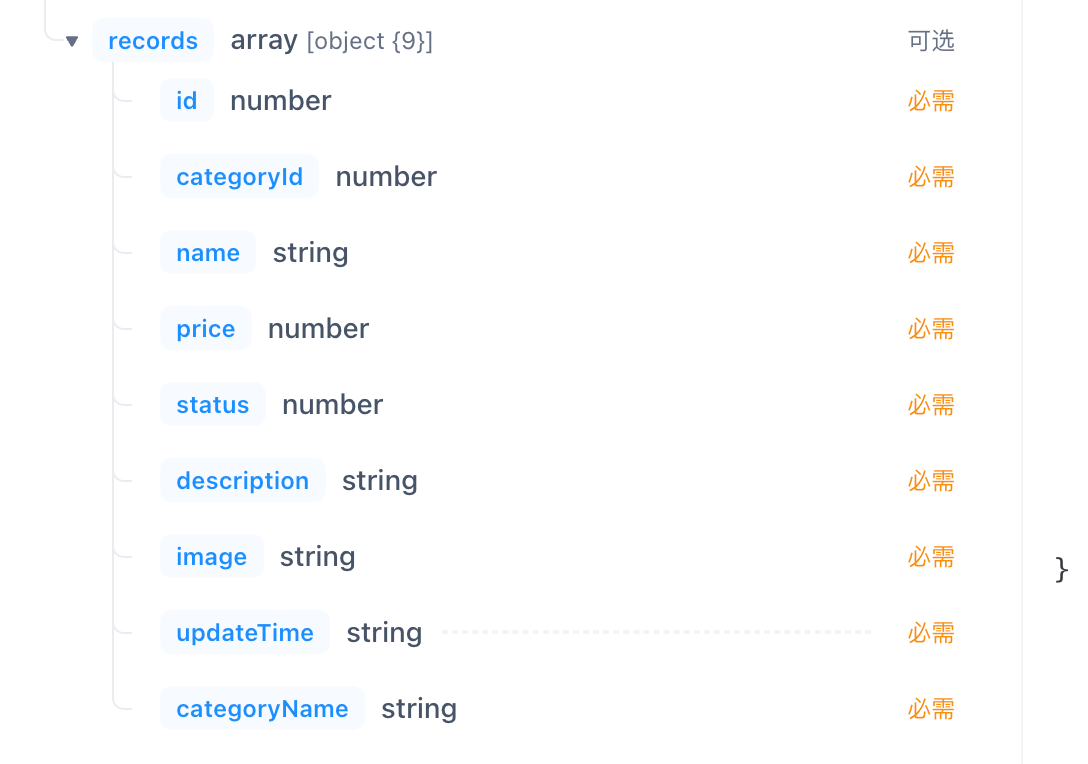 records array [object {9}] 可选
id number 必需
categoryId number 必需
name string 必需
price number 必需
status number 必需
description string 必需
image string 必需
}
updateTime string 必需
categoryName string 必需